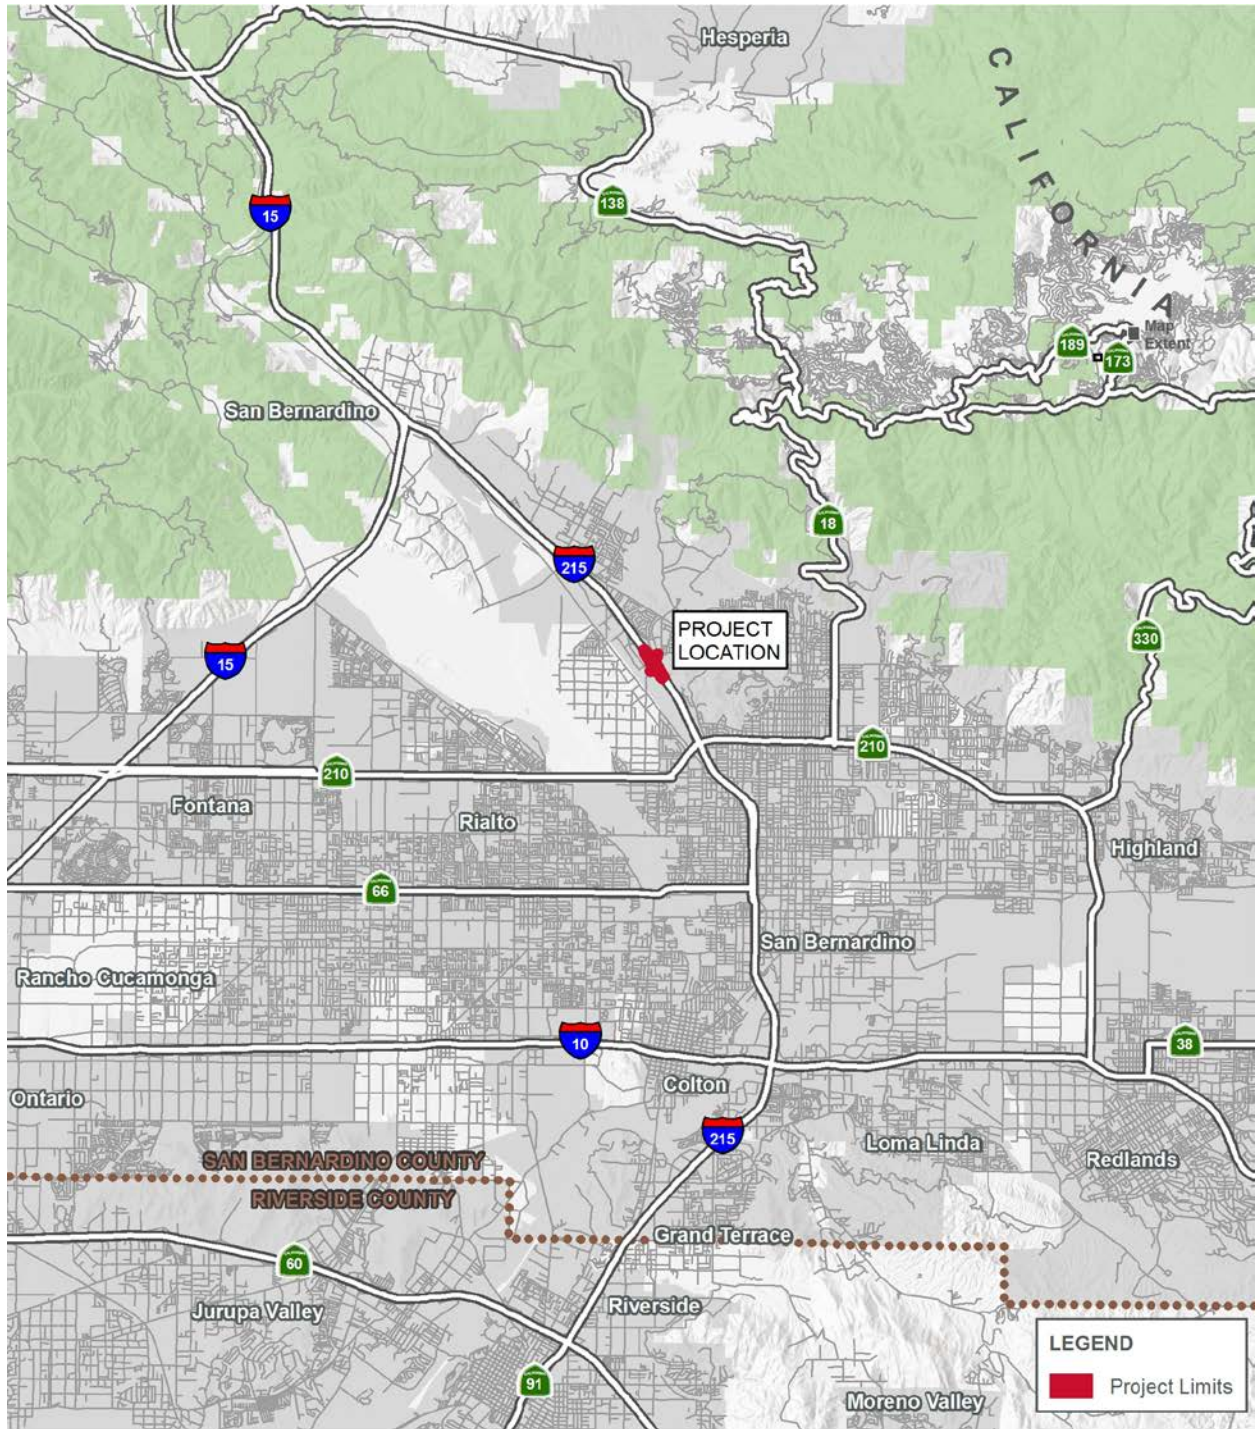 Hesperia
CALIFORNIA
15
138
Map
Extent
189
173
San Bernardino
18
215
PROJECT
LOCATION
330
15
210
210
Fontana
Rialto
Highland
66
San Bernardino
Rancho Cucamonga
10
38
Colton
Ontario
215
Loma Linda
Redlands
SAN BERNARDINO COUNTY
RIVERSIDE COUNTY
Grand Terrace
60
Jurupa Valley
Riverside
LEGEND
Project Limits
91
Moreno Valley